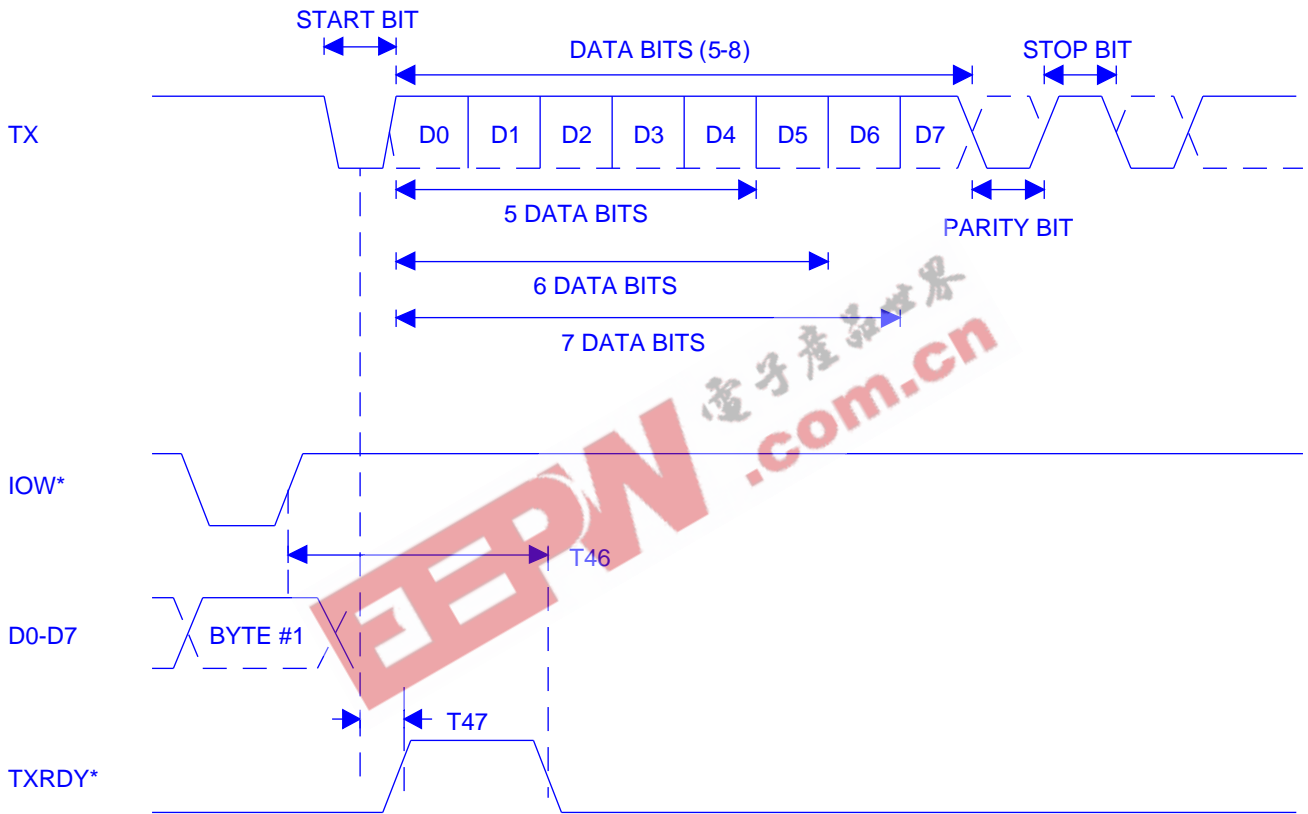 START BIT
DATA BITS (5-8)
STOP BIT
TX
D0 D1 D2 D3 D4 D5 D6 D7
5 DATA BITS
PARITY BIT
6 DATA BITS
7 DATA BITS
電子產品世界
.com.cn
EEPW
IOW*
T46
D0-D7
BYTE #1
T47
TXRDY*